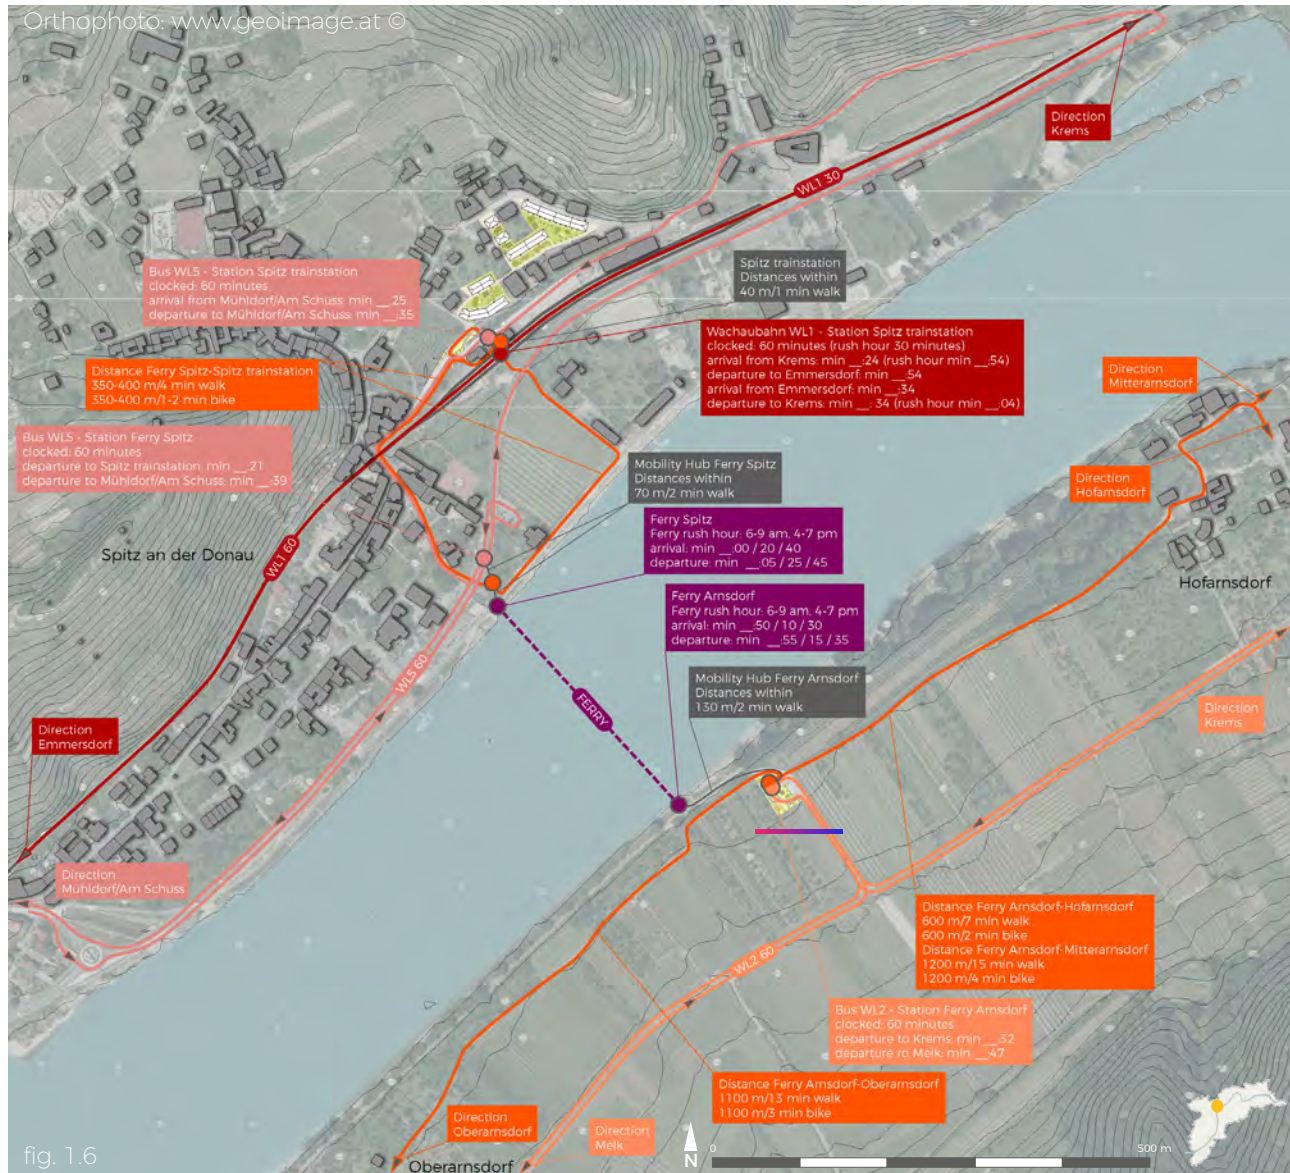 Orthophoto: www.geoimage.at ©
Direction
Krems
WL1 30
Spitz trainstation
Distances within
40 m/1 min walk
Bus WL5 - Station Spitz trainstation
clocked: 60 minutes
arrival from Mühldorf/Am Schuss: min __:25
departure to Mühldorf/Am Schuss: min __:35
Wachaubahn WL1 - Station Spitz trainstation
clocked: 60 minutes (rush hour 30 minutes)
arrival from Krems: min __:24 (rush hour min __:54)
departure to Emmersdorf: min __:54
arrival from Emmersdorf: min __:34
departure to Krems: min __: 34 (rush hour min __:04)
Distance Ferry Spitz-Spitz trainstation
350-400 m/4 min walk
350-400 m/1-2 min bike
Direction
Mitterarnsdorf
Bus WL5 - Station Ferry Spitz
clocked: 60 minutes
departure to Spitz trainstation: min __:21
departure to Mühldorf/Am Schuss: min __:39
Mobility Hub Ferry Spitz
Distances within
70 m/2 min walk
Direction
Hofarnsdorf
Ferry Spitz
Ferry rush hour: 6-9 am, 4-7 pm
arrival: min __:00 / 20 / 40
departure: min __:05 / 25 / 45
Spitz an der Donau
WL1 60
Hofarnsdorf
Ferry Arnsdorf
Ferry rush hour: 6-9 am, 4-7 pm
arrival: min __:50 / 10 / 30
departure: min __:55 / 15 / 35
WL5 60
Mobility Hub Ferry Arnsdorf
Distances within
130 m/2 min walk
FERRY
Direction
Krems
Direction
Emmersdorf
Direction
Mühldorf/Am Schuss
Distance Ferry Arnsdorf-Hofarnsdorf
600 m/7 min walk
600 m/2 min bike
Distance Ferry Arnsdorf-Mitterarnsdorf
1200 m/15 min walk
1200 m/4 min bike
WL2 60
Bus WL2 - Station Ferry Arnsdorf
clocked: 60 minutes
departure to Krems: min __:32
departure ro Melk: min __:47
Distance Ferry Arnsdorf-Oberarnsdorf
1100 m/13 min walk
1100 m/3 min bike
Direction
Oberarnsdorf
Direction
Melk
fig. 1.6
Oberarnsdorf
N
0
500 m